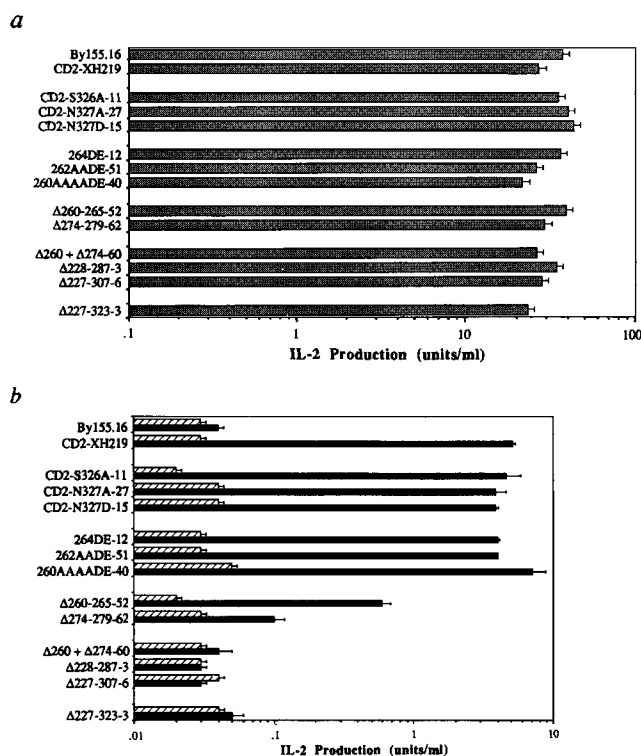 a
By155.16
CD2-XH219
CD2-S326A-11
CD2-N327A-27
CD2-N327D-15
264DE-12
262AADE-51
260AAAADE-40
Δ260-265-52
Δ274-279-62
Δ260 + Δ274-60
Δ228-287-3
Δ227-307-6
Δ227-323-3
.1 1 10 100
IL-2 Production (units/ml)
b
By155.16
CD2-XH219
CD2-S326A-11
CD2-N327A-27
CD2-N327D-15
264DE-12
262AADE-51
260AAAADE-40
Δ260-265-52
Δ274-279-62
Δ260 + Δ274-60
Δ228-287-3
Δ227-307-6
Δ227-323-3
.01 .1 1 10
IL-2 Production (units/ml)